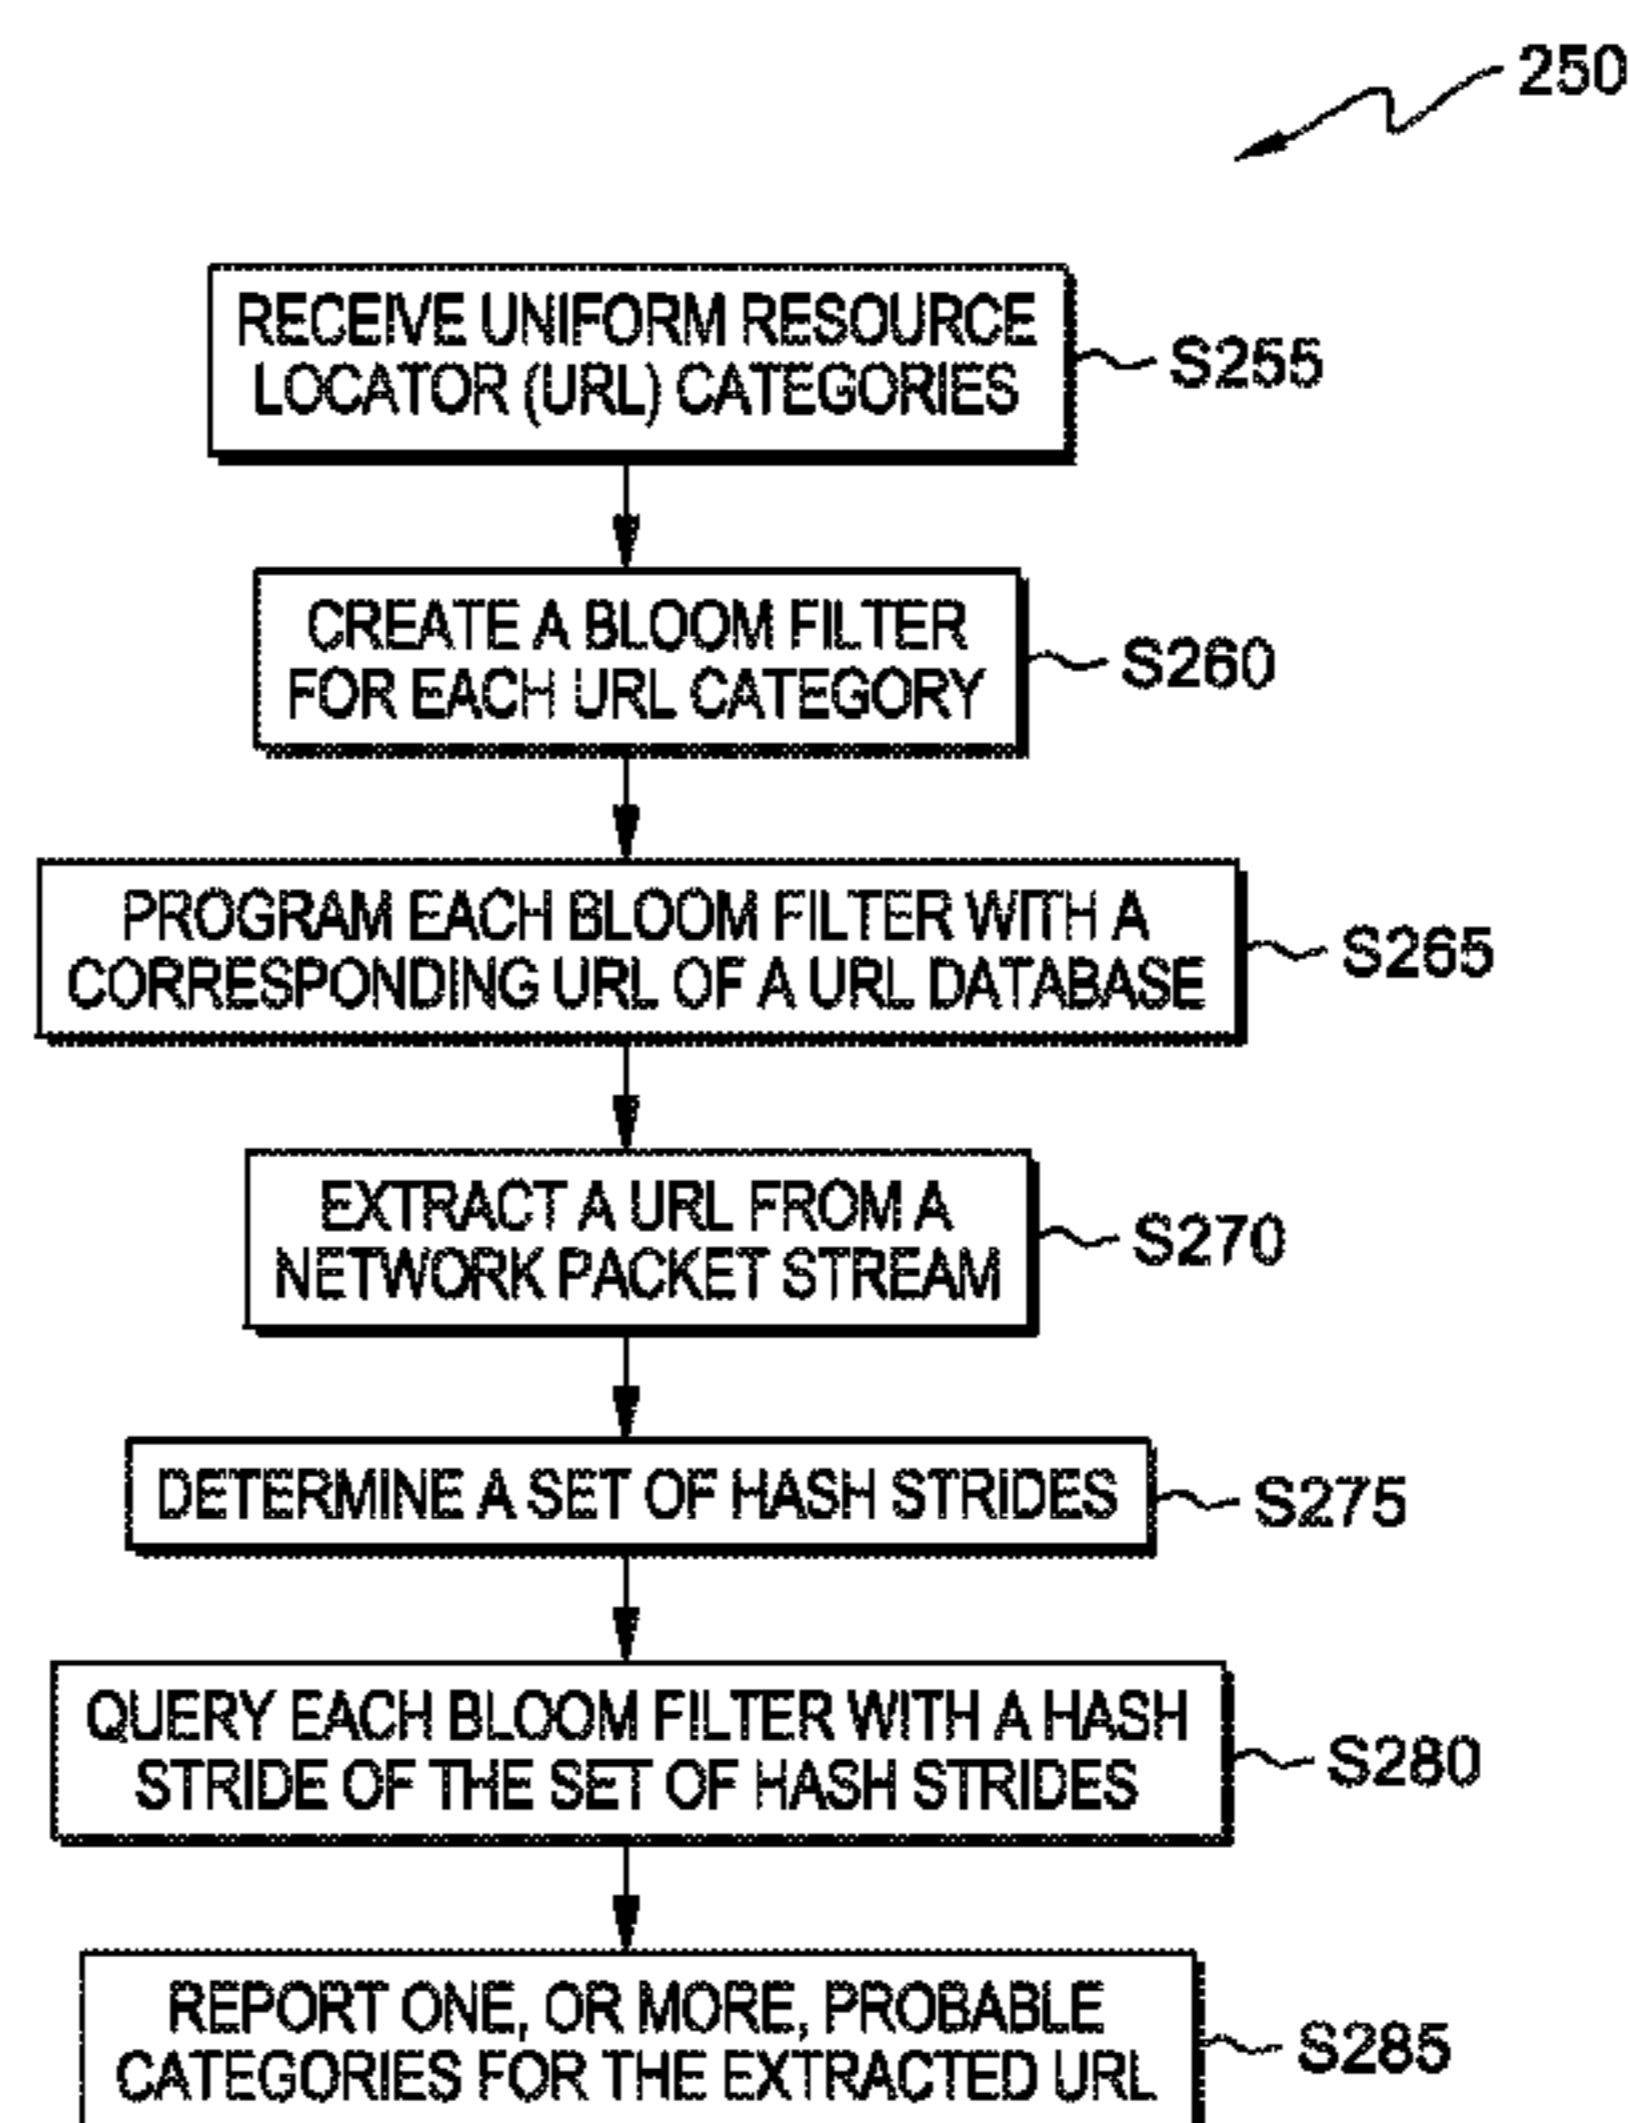 250
RECEIVE UNIFORM RESOURCE
LOCATOR (URL) CATEGORIES
S255
CREATE A BLOOM FILTER
FOR EACH URL CATEGORY
S260
PROGRAM EACH BLOOM FILTER WITH A
CORRESPONDING URL OF A URL DATABASE
S265
EXTRACT A URL FROM A
NETWORK PACKET STREAM
S270
DETERMINE A SET OF HASH STRIDES
S275
QUERY EACH BLOOM FILTER WITH A HASH
STRIDE OF THE SET OF HASH STRIDES
S280
REPORT ONE, OR MORE, PROBABLE
CATEGORIES FOR THE EXTRACTED URL
S285